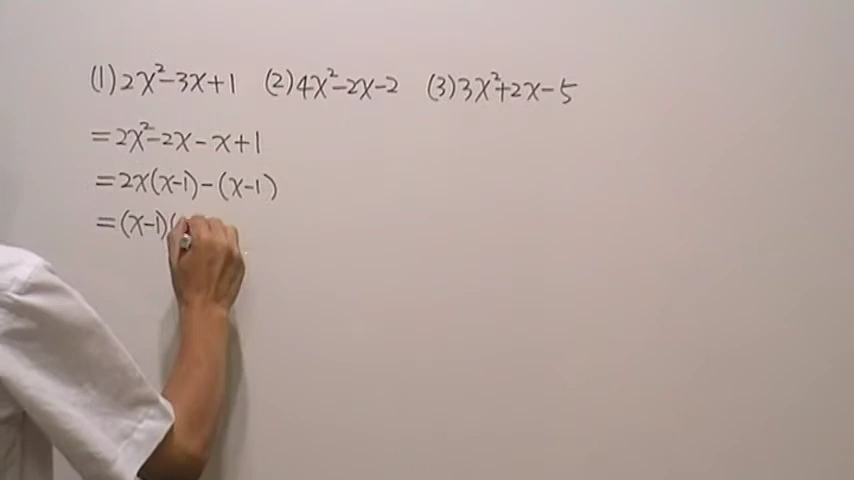 (1) 2x²-3x+1 (2) 4x²-2x-2 (3) 3x²+2x-5
=2x²-2x-x+1
=2x(x-1)-(x-1)
=(x-1)(